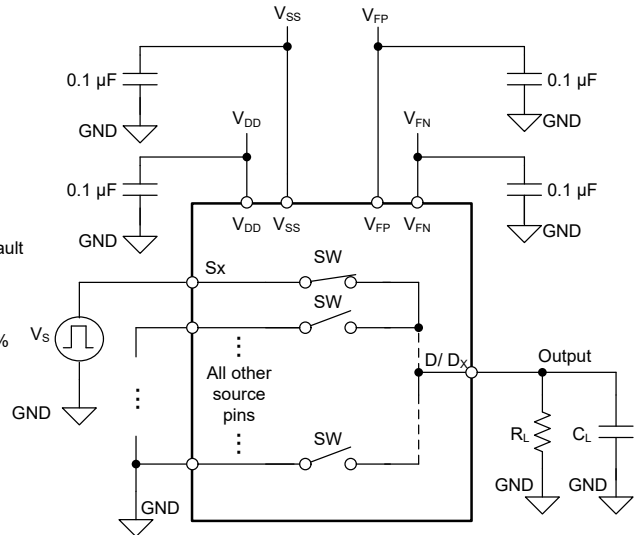 VSS
VFP
0.1 µF
0.1 µF
GND
GND
VDD
VFN
0.1 µF
0.1 µF
GND
GND
VDD VSS VFP VFN
ault
Sx
SW
SW
%
VS
D/ DX
Output
All other
source
pins
GND
SW
RL
CL
GND
GND
GND